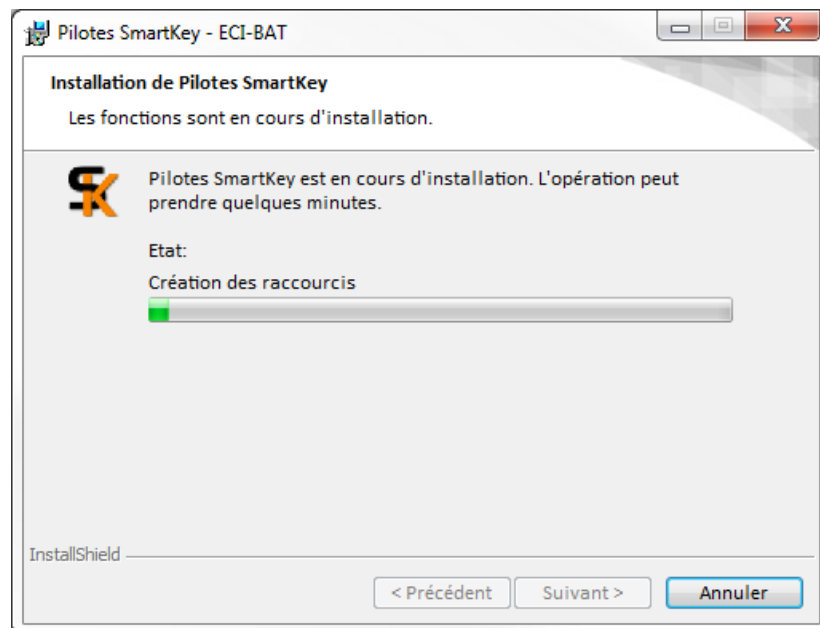 Pilotes SmartKey - ECI-BAT
Installation de Pilotes SmartKey
Les fonctions sont en cours d'installation.
SK
Pilotes SmartKey est en cours d'installation. L'opération peut
prendre quelques minutes.
Etat:
Création des raccourcis
InstallShield
< Précédent
Suivant >
Annuler